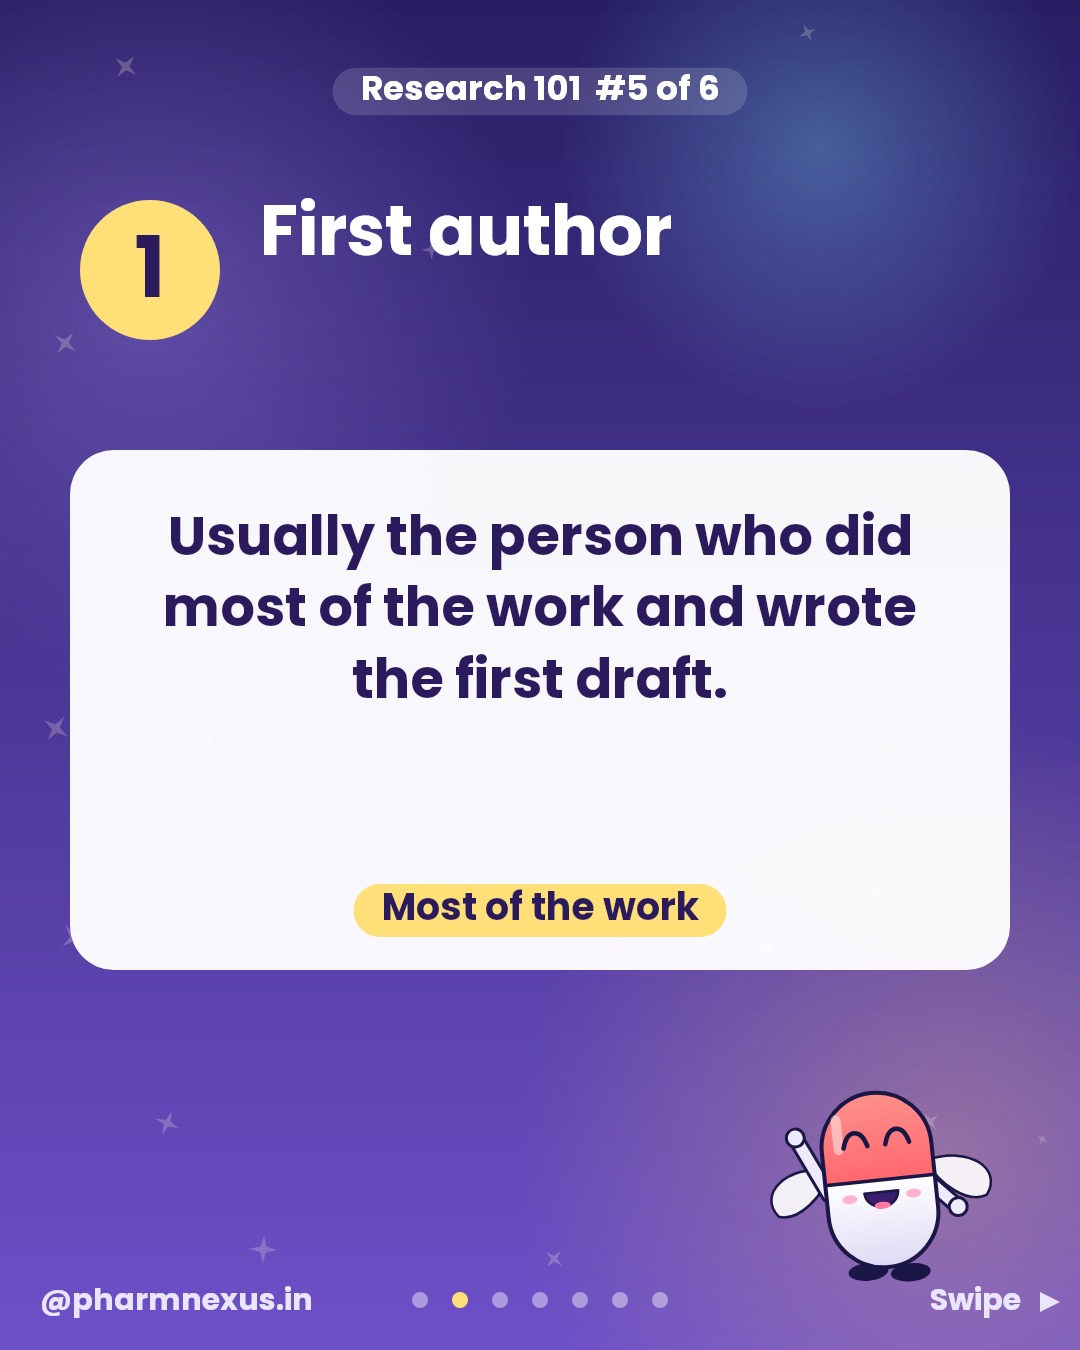 Research 101 #5 of 6
1
First author
Usually the person who did
most of the work and wrote
the first draft.
Most of the work
@pharmnexus.in
Swipe ▶